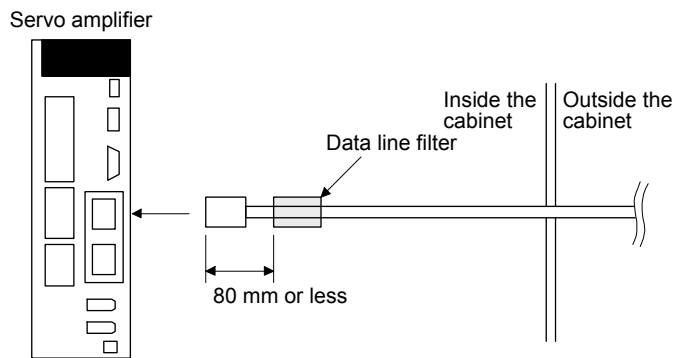 Servo amplifier
Inside the
cabinet
Outside the
cabinet
Data line filter
80 mm or less